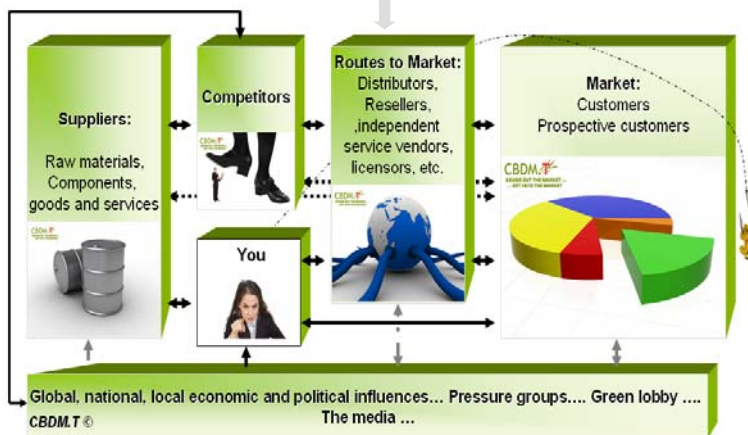 Suppliers:
Raw materials,
Components,
goods and services
Competitors
You
Routes to Market:
Distributors,
Resellers,
,independent
service vendors,
licensors, etc.
Market:
Customers
Prospective customers
CBDM.T
Global, national, local economic and political influences… Pressure groups…. Green lobby ….
The media …
CBDM.T ©